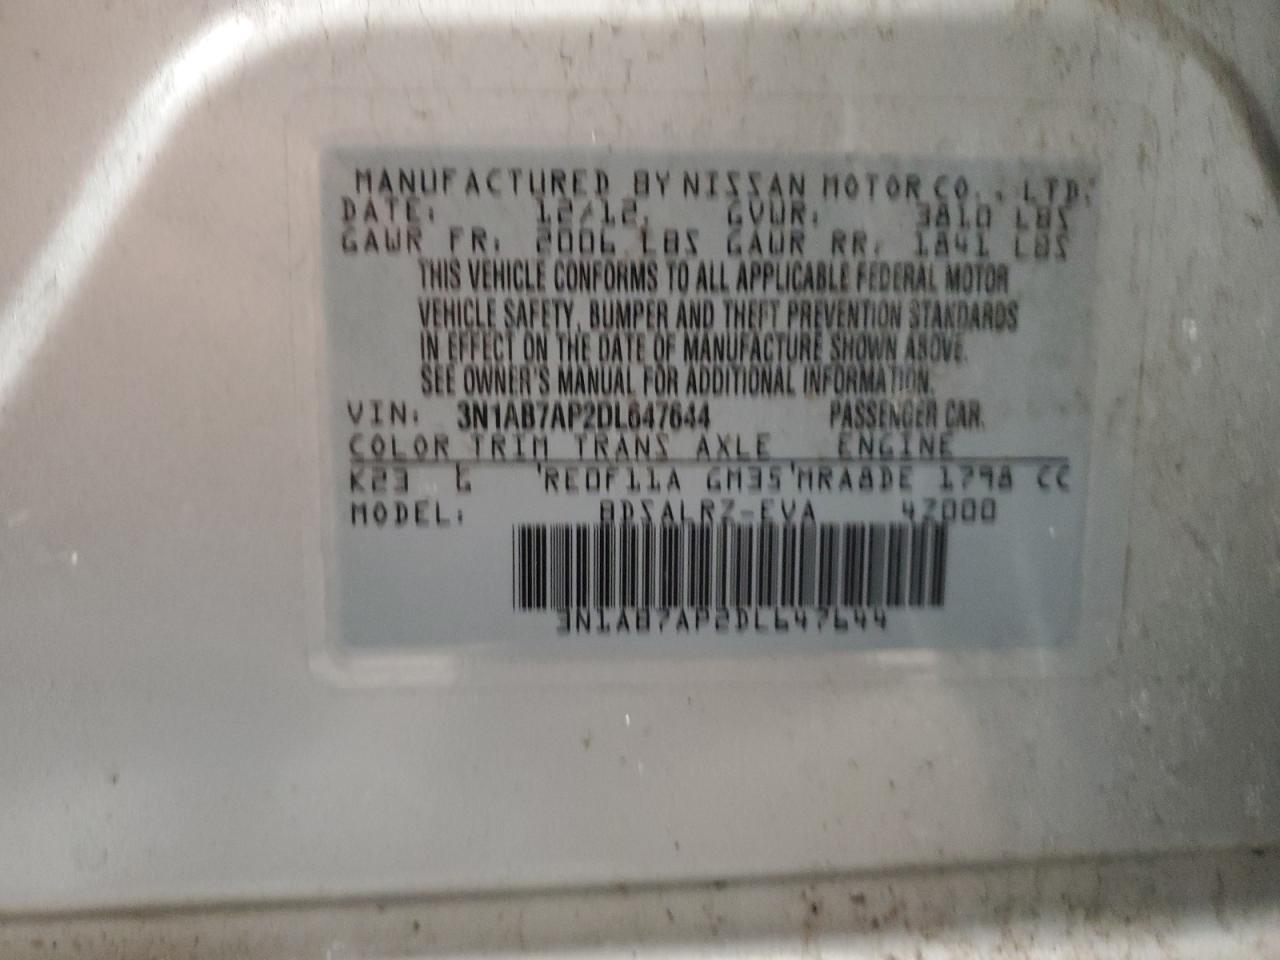 MANUFACTURED BY NISSAN MOTOR CO., LTD.
DATE: 12/12. GVWR: 3810 LBS
GAWR FR: 2006 LBS GAWR RR: 1841 LBS
THIS VEHICLE CONFORMS TO ALL APPLICABLE FEDERAL MOTOR
VEHICLE SAFETY, BUMPER AND THEFT PREVENTION STANDARDS
IN EFFECT ON THE DATE OF MANUFACTURE SHOWN ABOVE.
SEE OWNER'S MANUAL FOR ADDITIONAL INFORMATION.
VIN: 3N1AB7AP2DL647644 PASSENGER CAR.
COLOR TRIM TRANS AXLE ENGINE
K23 G RE0F11A GM35 MRA8DE 1798 CC
MODEL: BDSALRZ-EVA 4Z000
3N1AB7AP2DL647644